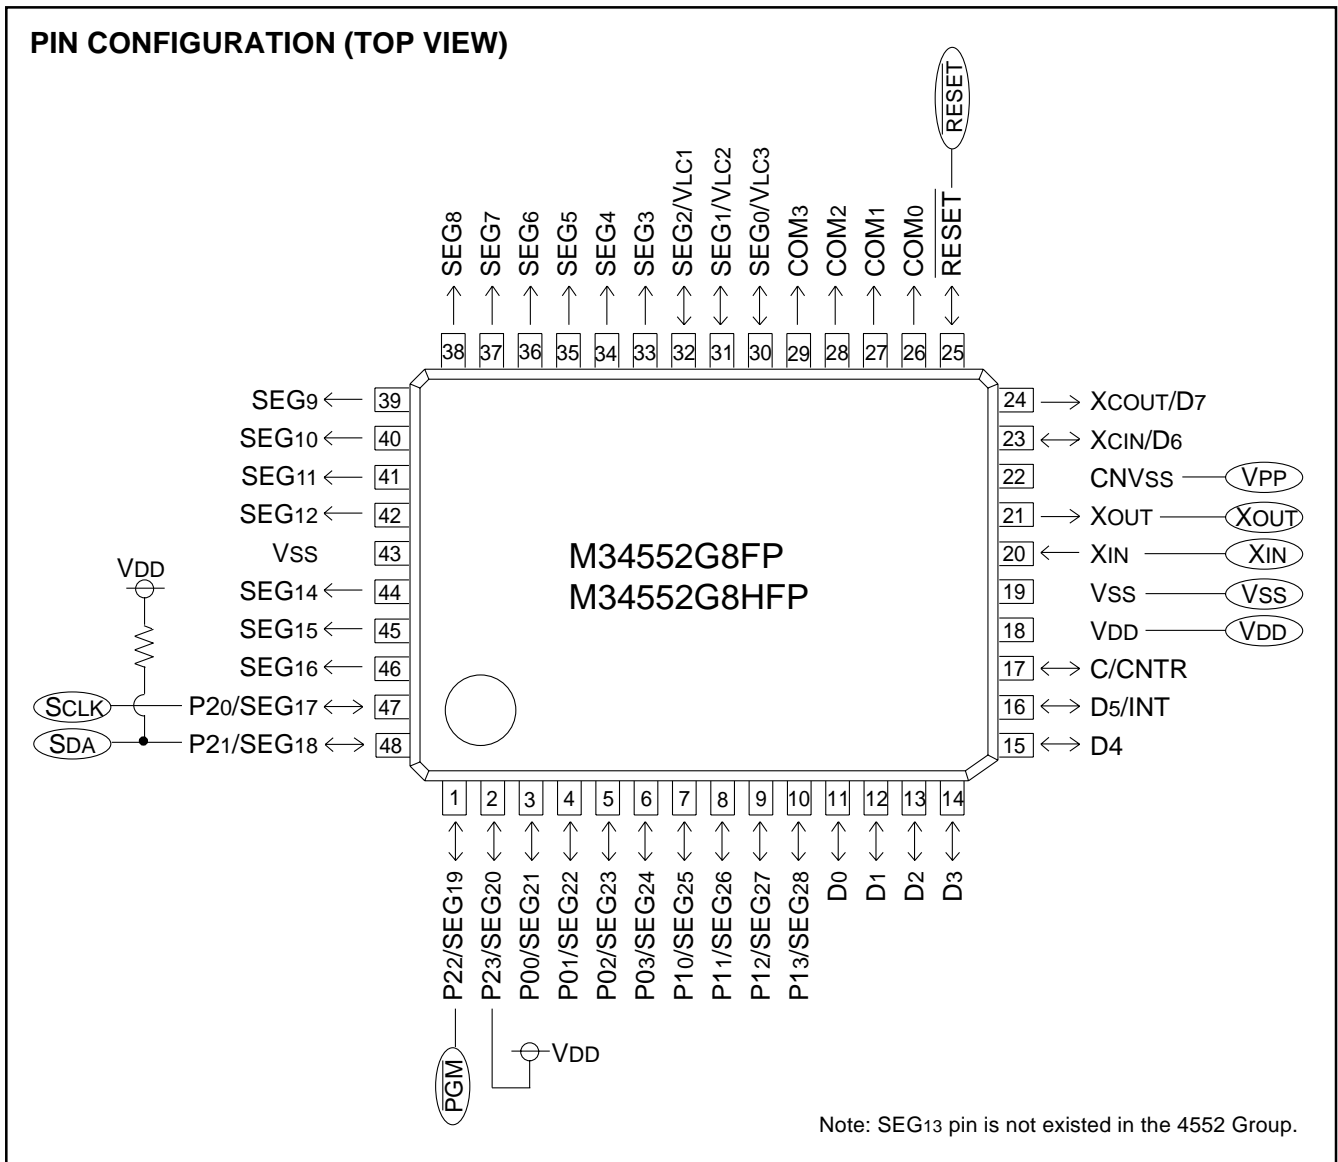 PIN CONFIGURATION (TOP VIEW)
RESET
SEG8
SEG7
SEG6
SEG5
SEG4
SEG3
SEG2/VLC1
SEG1/VLC2
SEG0/VLC3
COM3
COM2
COM1
COM0
RESET
38 37 36 35 34 33 32 31 30 29 28 27 26 25
SEG9 39
SEG10 40
SEG11 41
SEG12 42
VSS 43
SEG14 44
SEG15 45
SEG16 46
SCLK P20/SEG17 47
SDA P21/SEG18 48
VDD
M34552G8FP
M34552G8HFP
24 XCOUT/D7
23 XCIN/D6
22 CNVSS VPP
21 XOUT XOUT
20 XIN XIN
19 VSS VSS
18 VDD VDD
17 C/CNTR
16 D5/INT
15 D4
1 2 3 4 5 6 7 8 9 10 11 12 13 14
P22/SEG19
P23/SEG20
P00/SEG21
P01/SEG22
P02/SEG23
P03/SEG24
P10/SEG25
P11/SEG26
P12/SEG27
P13/SEG28
D0
D1
D2
D3
PGM
VDD
Note: SEG13 pin is not existed in the 4552 Group.